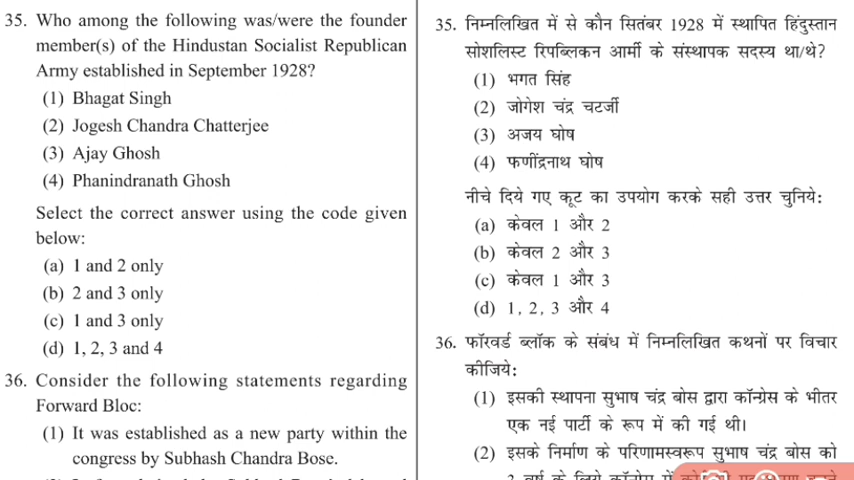 35. Who among the following was/were the founder
member(s) of the Hindustan Socialist Republican
Army established in September 1928?
(1) Bhagat Singh
(2) Jogesh Chandra Chatterjee
(3) Ajay Ghosh
(4) Phanindranath Ghosh
Select the correct answer using the code given
below:
(a) 1 and 2 only
(b) 2 and 3 only
(c) 1 and 3 only
(d) 1, 2, 3 and 4
36. Consider the following statements regarding
Forward Bloc:
(1) It was established as a new party within the
congress by Subhash Chandra Bose.
35. निम्नलिखित में से कौन सितंबर 1928 में स्थापित हिंदुस्तान
सोशलिस्ट रिपब्लिकन आर्मी के संस्थापक सदस्य था/थे?
(1) भगत सिंह
(2) जोगेश चंद्र चटर्जी
(3) अजय घोष
(4) फणींद्रनाथ घोष
नीचे दिये गए कूट का उपयोग करके सही उत्तर चुनिये:
(a) केवल 1 और 2
(b) केवल 2 और 3
(c) केवल 1 और 3
(d) 1, 2, 3 और 4
36. फॉरवर्ड ब्लॉक के संबंध में निम्नलिखित कथनों पर विचार
कीजिये:
(1) इसकी स्थापना सुभाष चंद्र बोस द्वारा कॉन्ग्रेस के भीतर
एक नई पार्टी के रूप में की गई थी।
(2) इसके निर्माण के परिणामस्वरूप सुभाष चंद्र बोस को